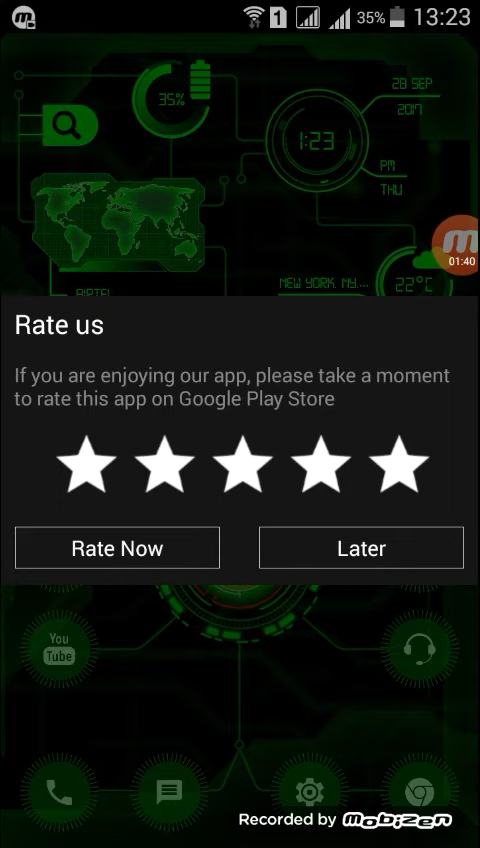 1
35%
13:23
35%
28 SEP
2017
1:23
PM
THU
m
01:40
NEW YORK, NY....
22°C
AIRTEL
Rate us
If you are enjoying our app, please take a moment
to rate this app on Google Play Store
Rate Now
Later
You
Tube
Recorded by Mobizen